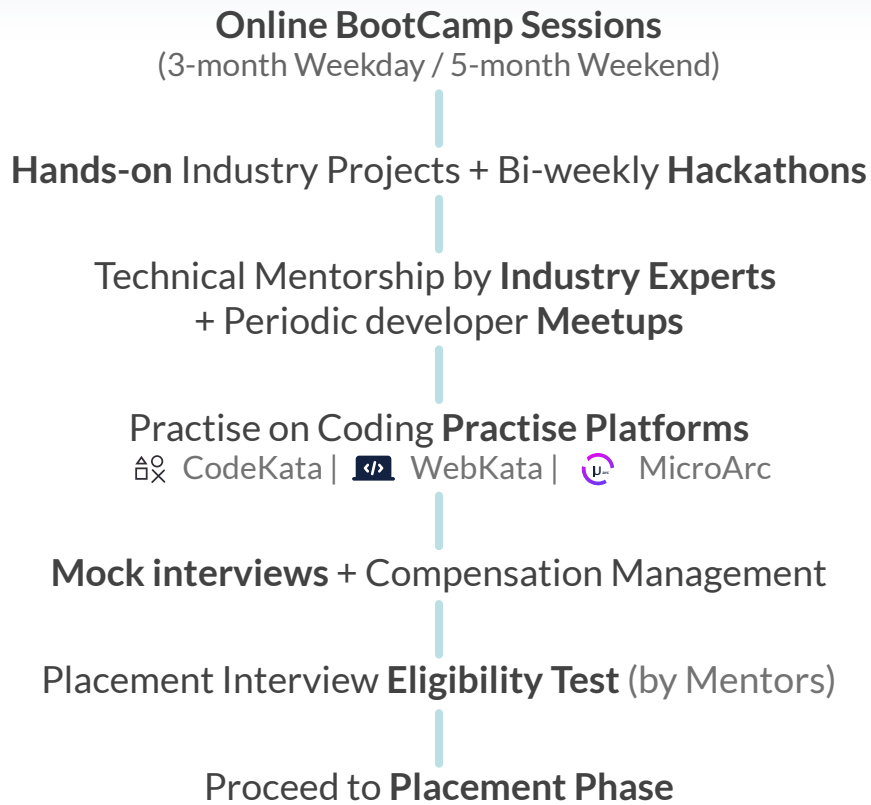 Online BootCamp Sessions
(3-month Weekday / 5-month Weekend)
Hands-on Industry Projects + Bi-weekly Hackathons
Technical Mentorship by Industry Experts
+ Periodic developer Meetups
Practise on Coding Practise Platforms
CodeKata | </> WebKata | μ MicroArc
Mock interviews + Compensation Management
Placement Interview Eligibility Test (by Mentors)
Proceed to Placement Phase